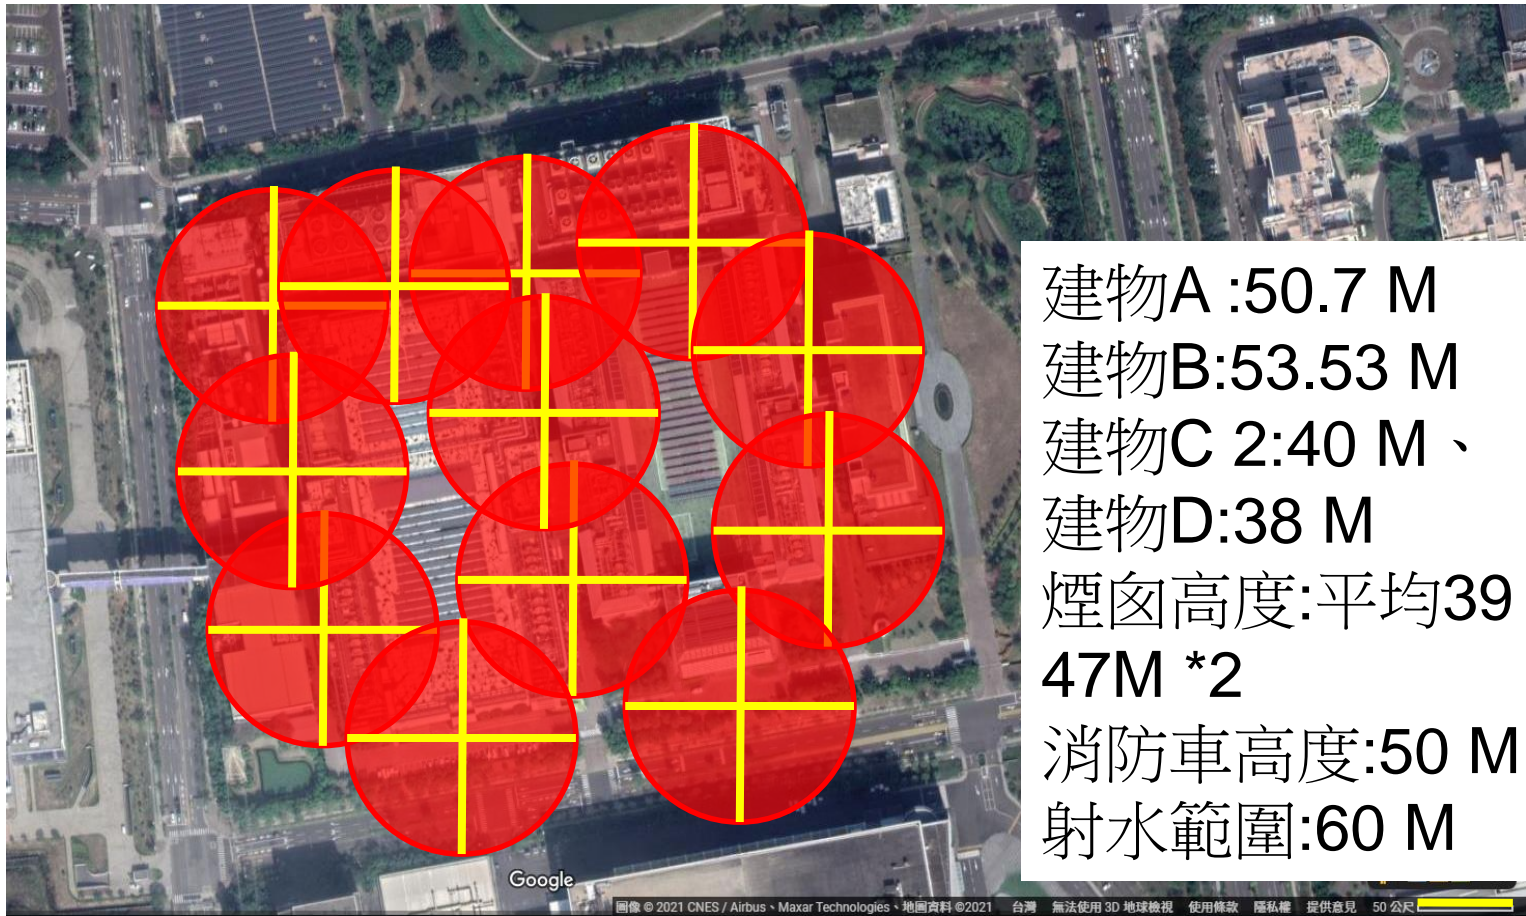 建物A :50.7 M
建物B:53.53 M
建物C 2:40 M、
建物D:38 M
煙囪高度:平均39
47M *2
消防車高度:50 M
射水範圍:60 M
Google
圖像 © 2021 CNES / Airbus、Maxar Technologies、地圖資料 ©2021 台灣 無法使用 3D 地球檢視 使用條款 隱私權 提供意見 50 公尺